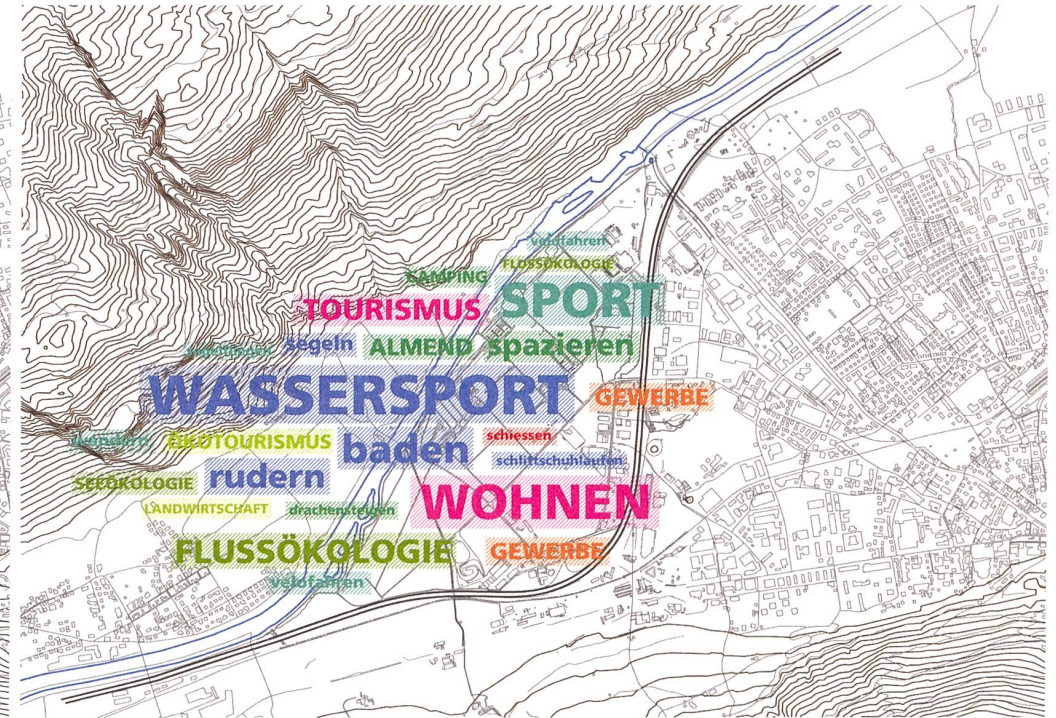 velofahren
FLUSSÖKOLOGIE
CAMPING
TOURISMUS SPORT
segeln ALMEND spazieren
WASSERSPORT GEWERBE
wandern ÖKOTOURISMUS baden schiessen
schlittschuhlaufen
SEEÖKOLOGIE rudern
WOHNEN
LANDWIRTSCHAFT drachensteigen
FLUSSÖKOLOGIE GEWERBE
velofahren